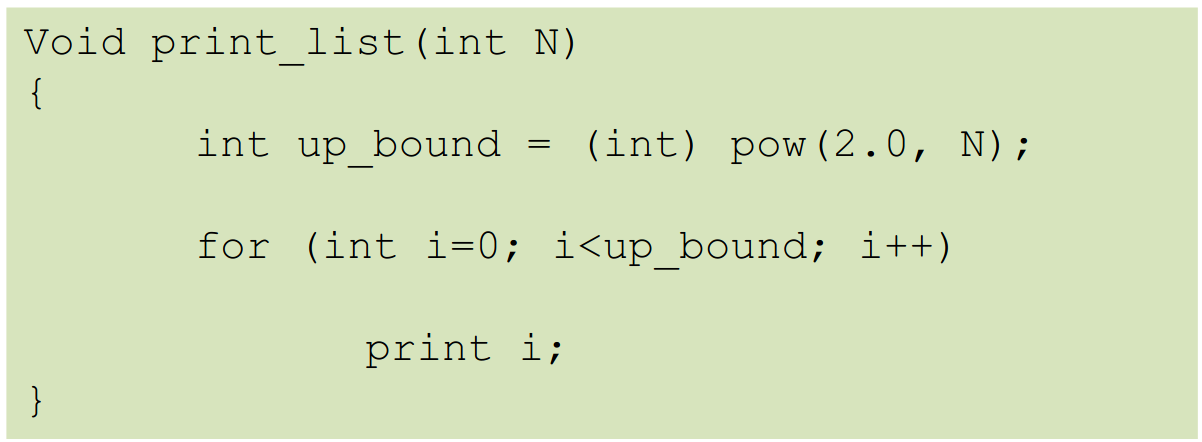 Void print_list(int N)
{
int up_bound = (int) pow(2.0, N);
for (int i=0; i<up_bound; i++)
print i;
}